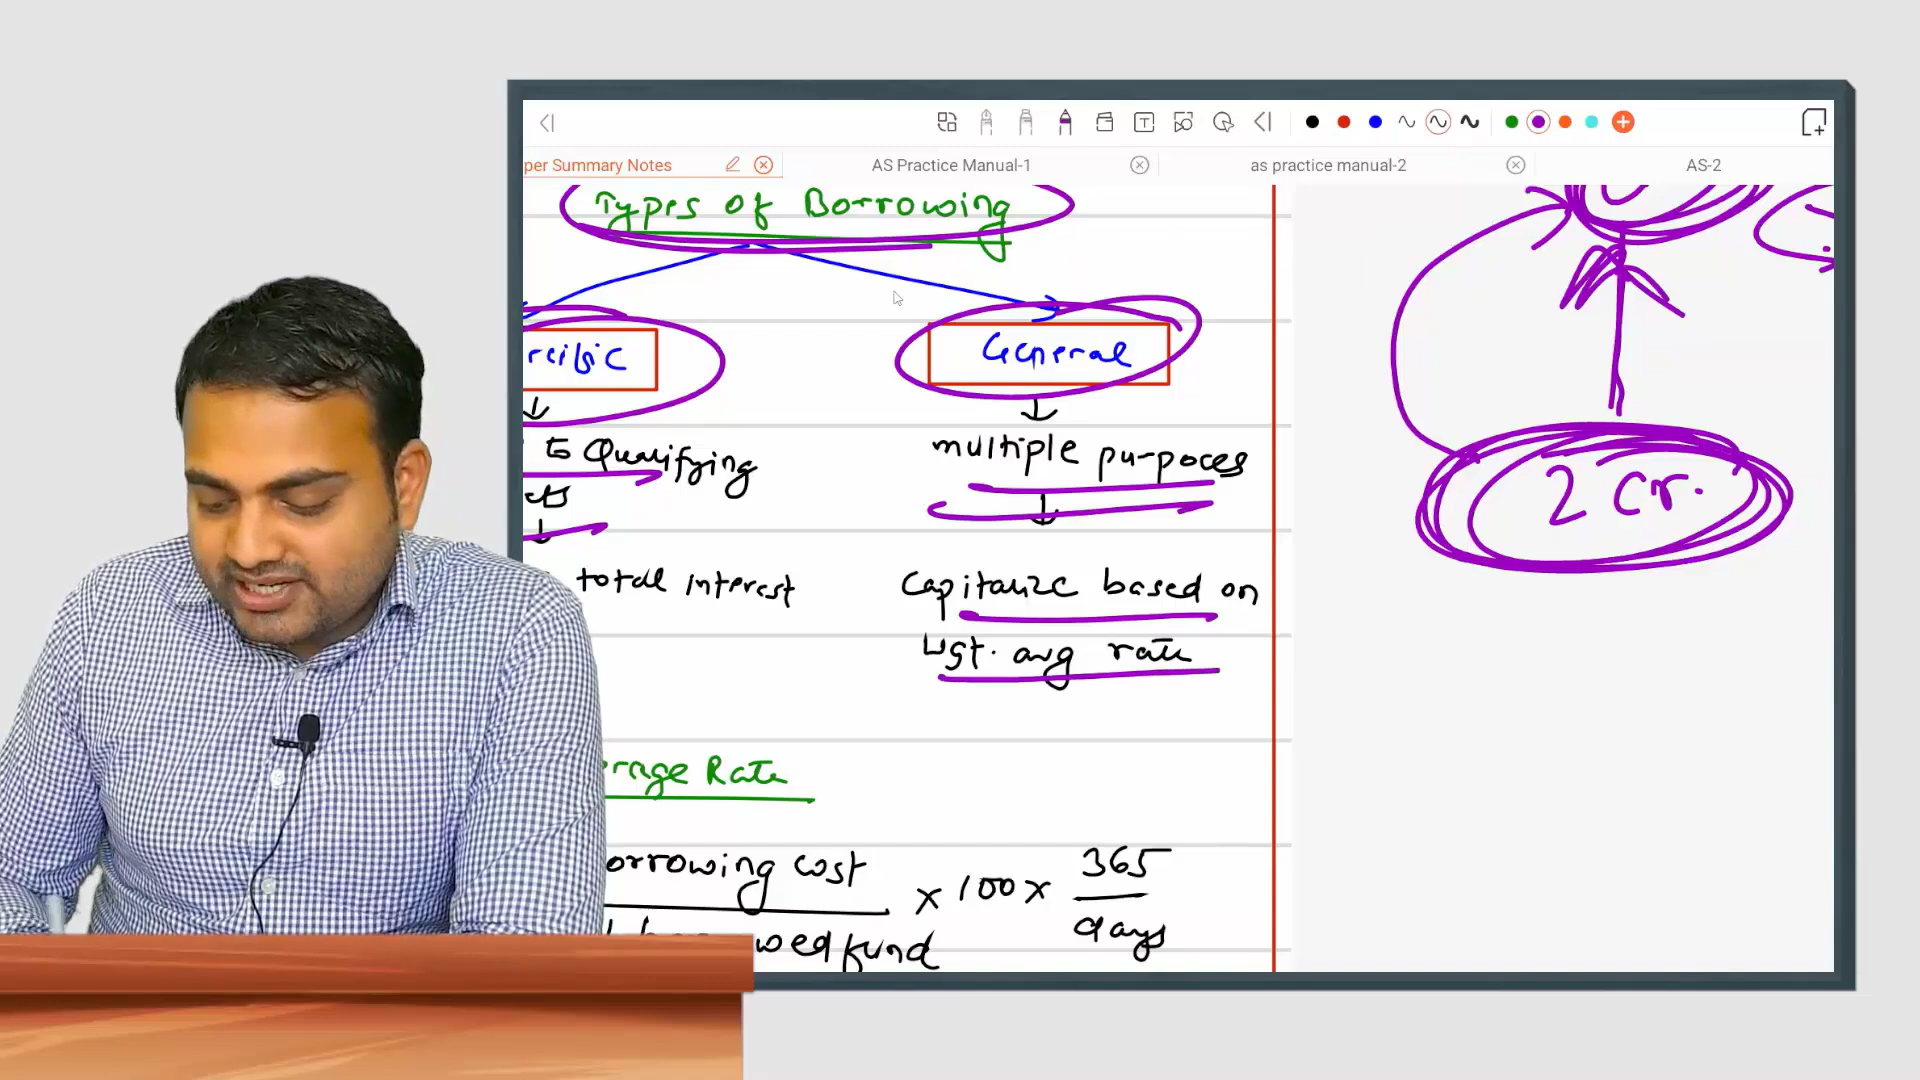 per Summary Notes
AS Practice Manual-1
as practice manual-2
AS-2
Types of Borrowing
General
to Qualifying
multiple purposes
2 cr.
total interest
Capitalize based on
wgt. avg rate
rage Rate
orrowing cost
x 100 x
365
days
owed fund